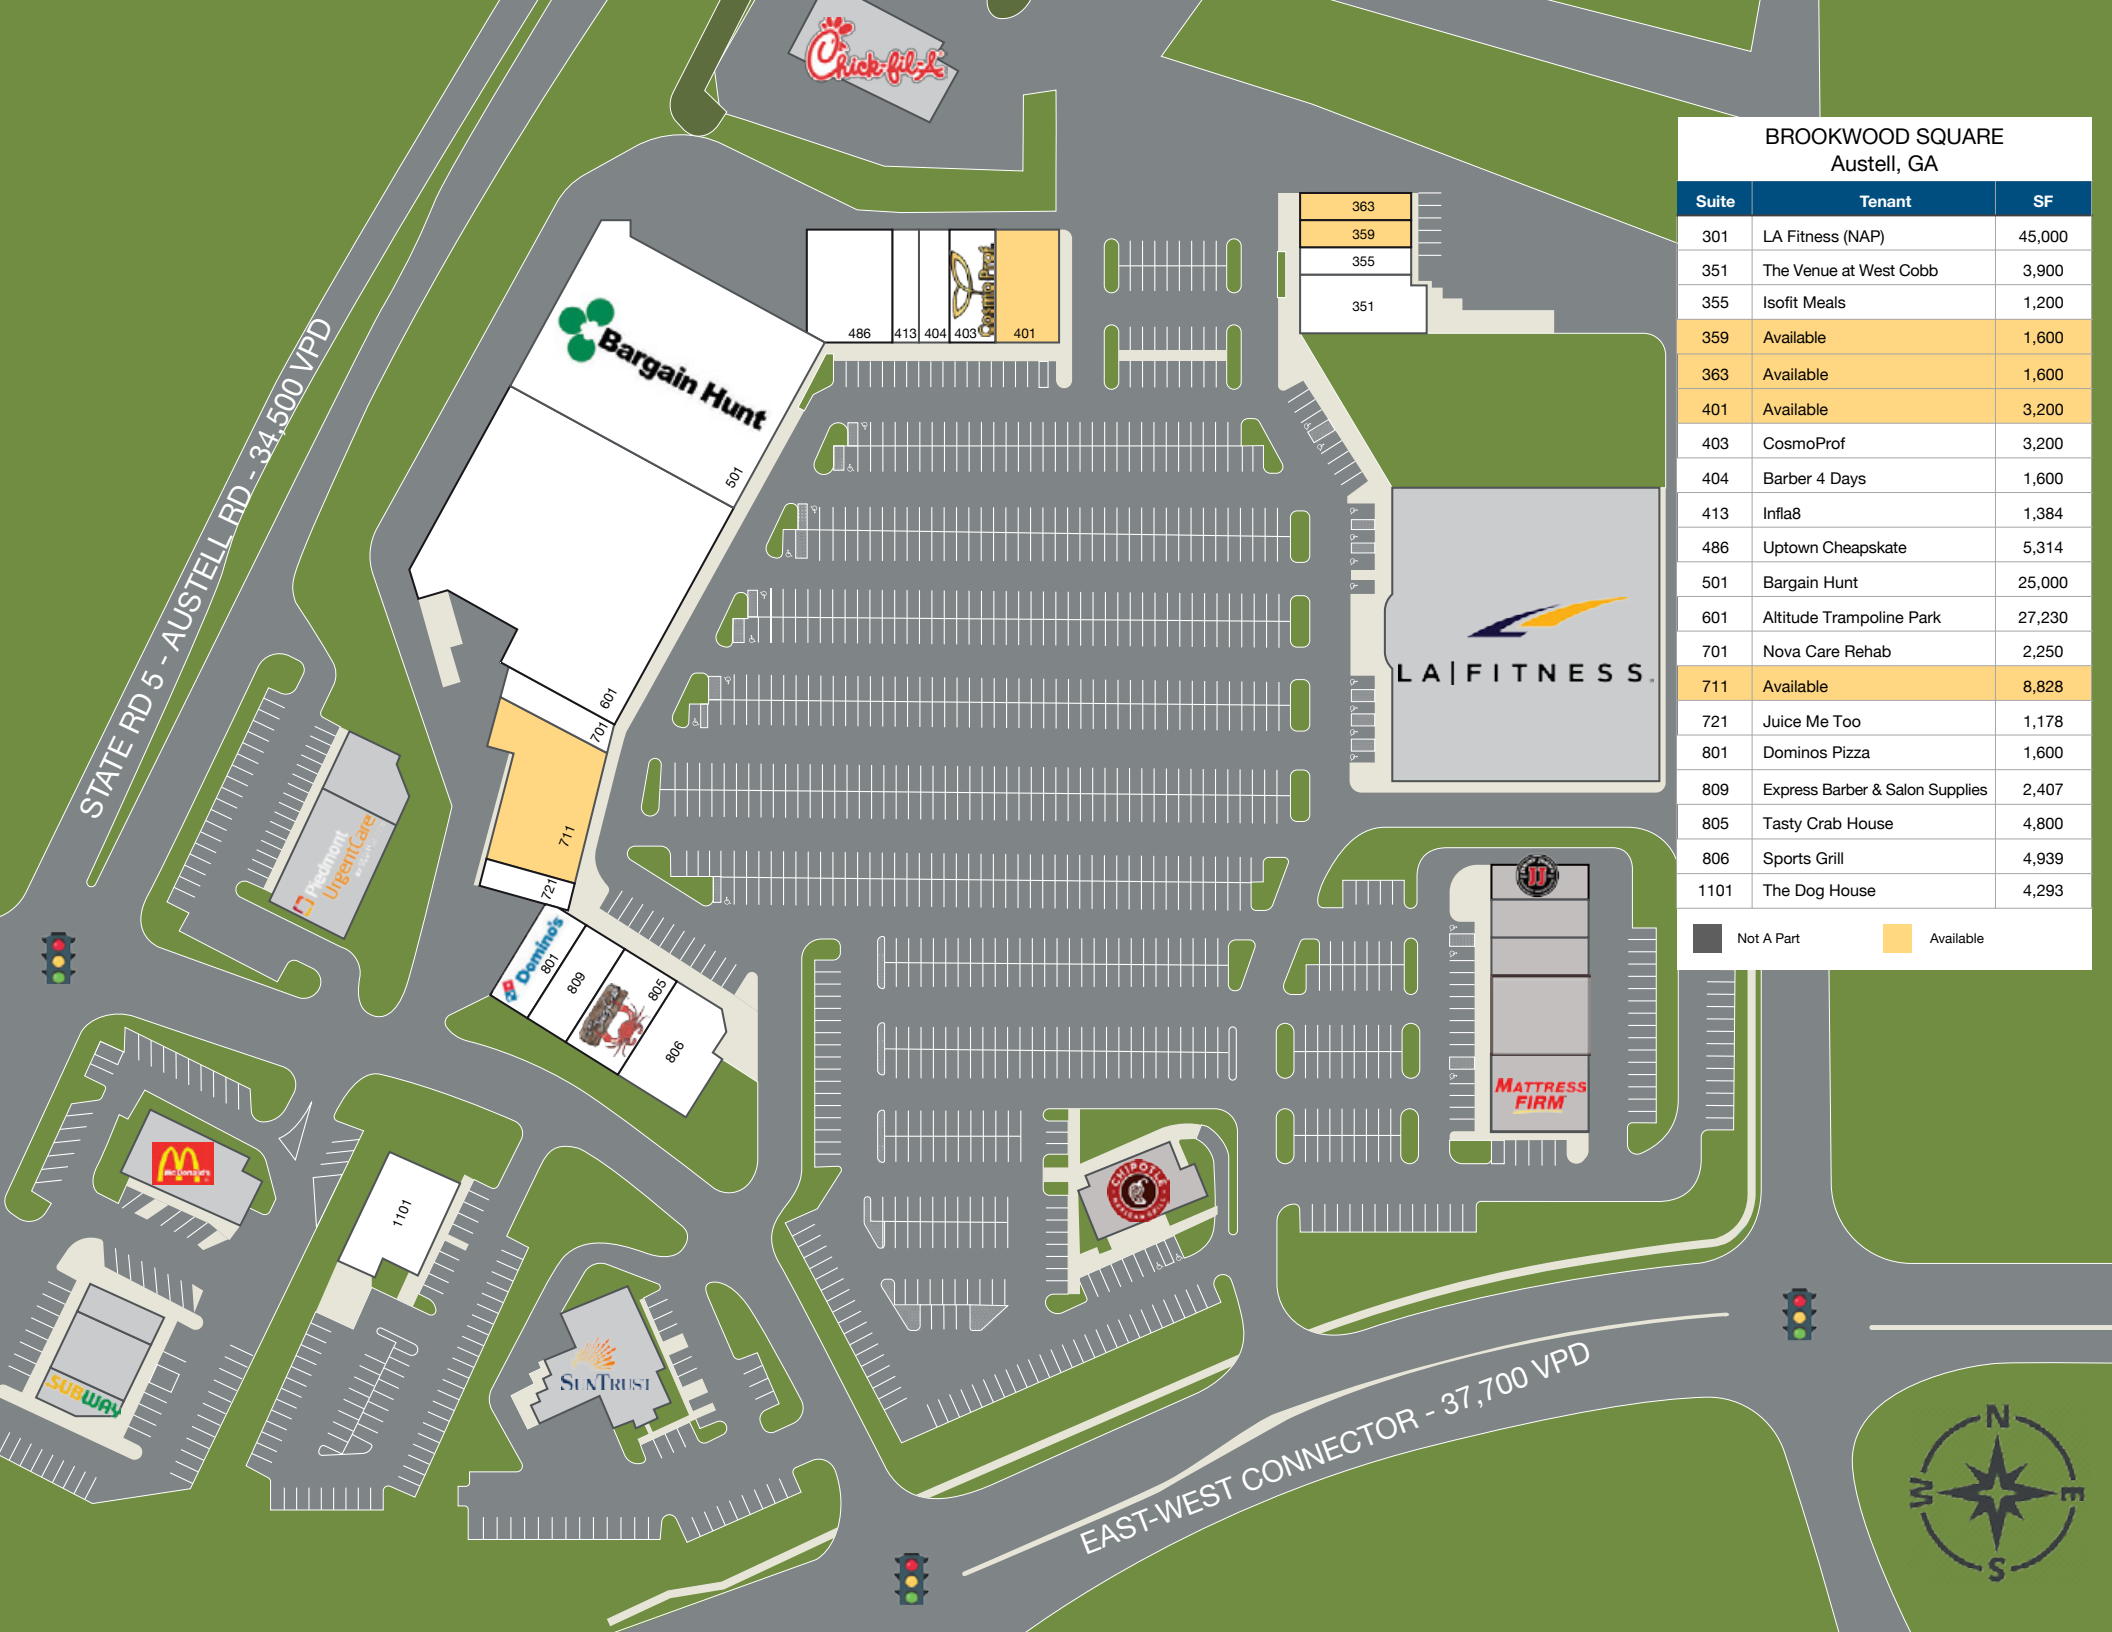 Chick-fil-A
BROOKWOOD SQUARE
Austell, GA
Suite Tenant SF
301 LA Fitness (NAP) 45,000
351 The Venue at West Cobb 3,900
355 Isofit Meals 1,200
359 Available 1,600
363 Available 1,600
401 Available 3,200
403 CosmoProf 3,200
404 Barber 4 Days 1,600
413 Infla8 1,384
486 Uptown Cheapskate 5,314
501 Bargain Hunt 25,000
601 Altitude Trampoline Park 27,230
701 Nova Care Rehab 2,250
711 Available 8,828
721 Juice Me Too 1,178
801 Dominos Pizza 1,600
809 Express Barber & Salon Supplies 2,407
805 Tasty Crab House 4,800
806 Sports Grill 4,939
1101 The Dog House 4,293
Not A Part Available
363
359
355
351
486 413 404 403 401
Cosmo Prof
Bargain Hunt
501
601
701
711
721
STATE RD 5 - AUSTELL RD - 34,500 VPD
LA|FITNESS
Piedmont
UrgentCare
Domino's
801
809
805
806
JJ
MATTRESS
FIRM
McDonald's
1101
CHIPOTLE
MEXICAN GRILL
SUNTRUST
SUBWAY
EAST-WEST CONNECTOR - 37,700 VPD
N
W
E
S